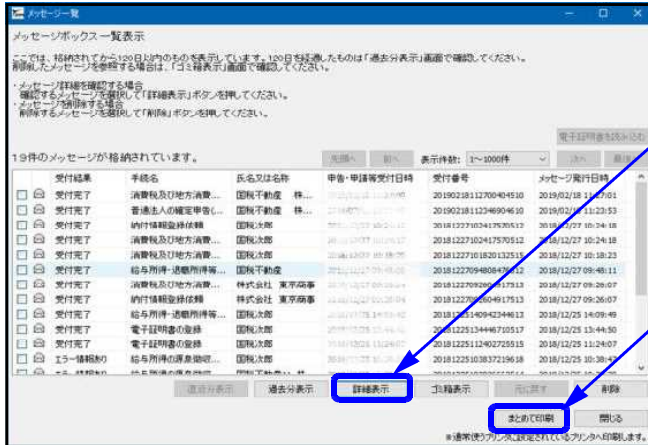 メッセージ一覧
メッセージボックス一覧表示
ここでは、格納されてから120日以内のものを表示しています。120日を経過したものは「過去分表示」画面で確認してください。
削除したメッセージを参照する場合は、「ゴミ箱表示」画面で確認してください。
・メッセージ詳細を確認する場合
確認するメッセージを選択して「詳細表示」ボタンを押してください。
・メッセージを削除する場合
削除するメッセージを選択して「削除」ボタンを押してください。
電子証明書を読み込む
19件のメッセージが格納されています。 先頭へ 前へ 表示件数: 1~1000件 次へ
受付結果 手続名 氏名又は名称 申告・申請等受付日時 受付番号 メッセージ発行日時
受付完了 消費税及び地方消費... 国税不動産 株... 20190218112700404510 2019/02/18 11:27:01
受付完了 普通法人の確定申告(... 国税不動産 株... 20190218112346904610 2019/02/18 11:23:53
受付完了 納付情報登録依頼 国税次郎 20181227102417570512 2018/12/27 10:24:18
受付完了 消費税及び地方消費... 国税次郎 20181227102417570512 2018/12/27 10:24:18
受付完了 消費税及び地方消費... 国税次郎 20181227101820132515 2018/12/27 10:18:23
受付完了 給与所得・退職所得等... 国税不動産 2018/12/27 09:48:11
受付完了 消費税及び地方消費... 株式会社 東京商事 2018/12/27 09:26:07
受付完了 納付情報登録依頼 株式会社 東京商事 2018/12/27 09:26:07
受付完了 給与所得・退職所得等... 国税次郎 2018/12/25 14:09:49
受付完了 電子証明書の登録 国税次郎 20181225134446710517 2018/12/25 13:44:50
受付完了 電子証明書の登録 国税次郎 20181225112402725515 2018/12/25 11:24:07
エラー情報あり 給与所得の源泉徴収... 国税次郎 20181225103837219618 2018/12/25 10:38:42
直近分表示 過去分表示 詳細表示 ゴミ箱表示 元に戻す 削除
まとめて印刷 閉じる
※通常使うプリンタに設定されているプリンタへ印刷します。